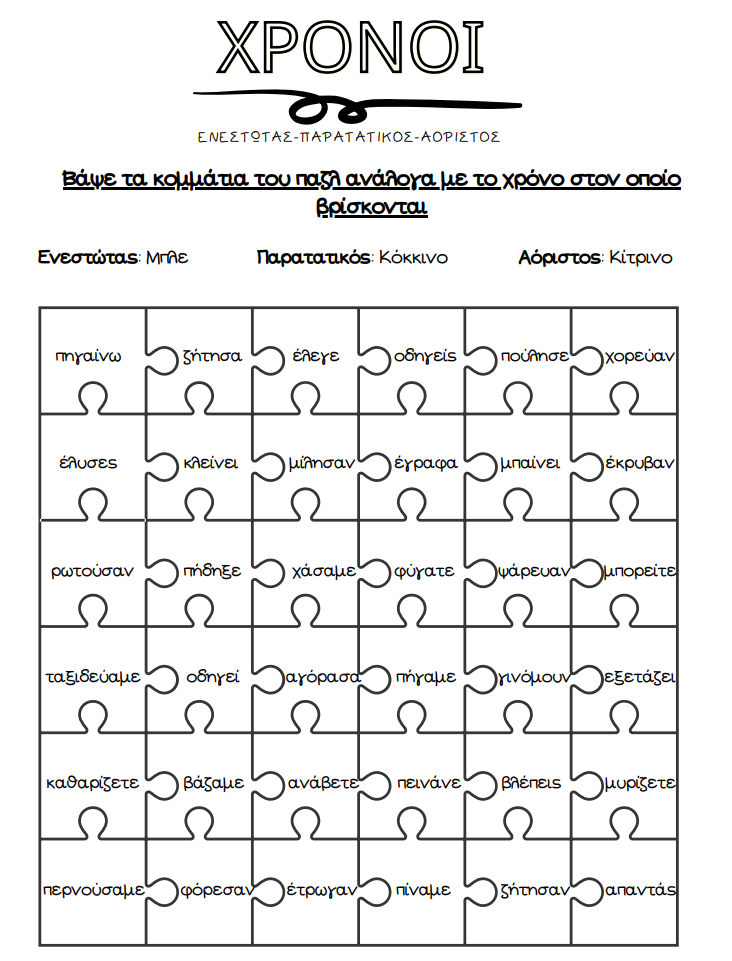 ΧΡΟΝΟΙ
ΕΝΕΣΤΩΤΑΣ-ΠΑΡΑΤΑΤΙΚΟΣ-ΑΟΡΙΣΤΟΣ
Βάψε τα κομμάτια του παζλ ανάλογα με το χρόνο στον οποίο
βρίσκονται
Ενεστώτας: Μπλε Παρατατικός: Κόκκινο Αόριστος: Κίτρινο
πηγαίνω ζήτησα έλεγε οδηγείς πούλησε χορεύαν
έλυσες κλείνει μίλησαν έγραφα μπαίνει έκρυβαν
ρωτούσαν πήδηξε χάσαμε φύγατε ψάρευαν μπορείτε
ταξιδεύαμε οδηγεί αγόρασα πήγαμε γινόμουν εξετάζει
καθαρίζετε βάζαμε ανάβετε πεινάνε βλέπεις μυρίζετε
περνούσαμε φόρεσαν έτρωγαν πίναμε ζήτησαν απαντάς